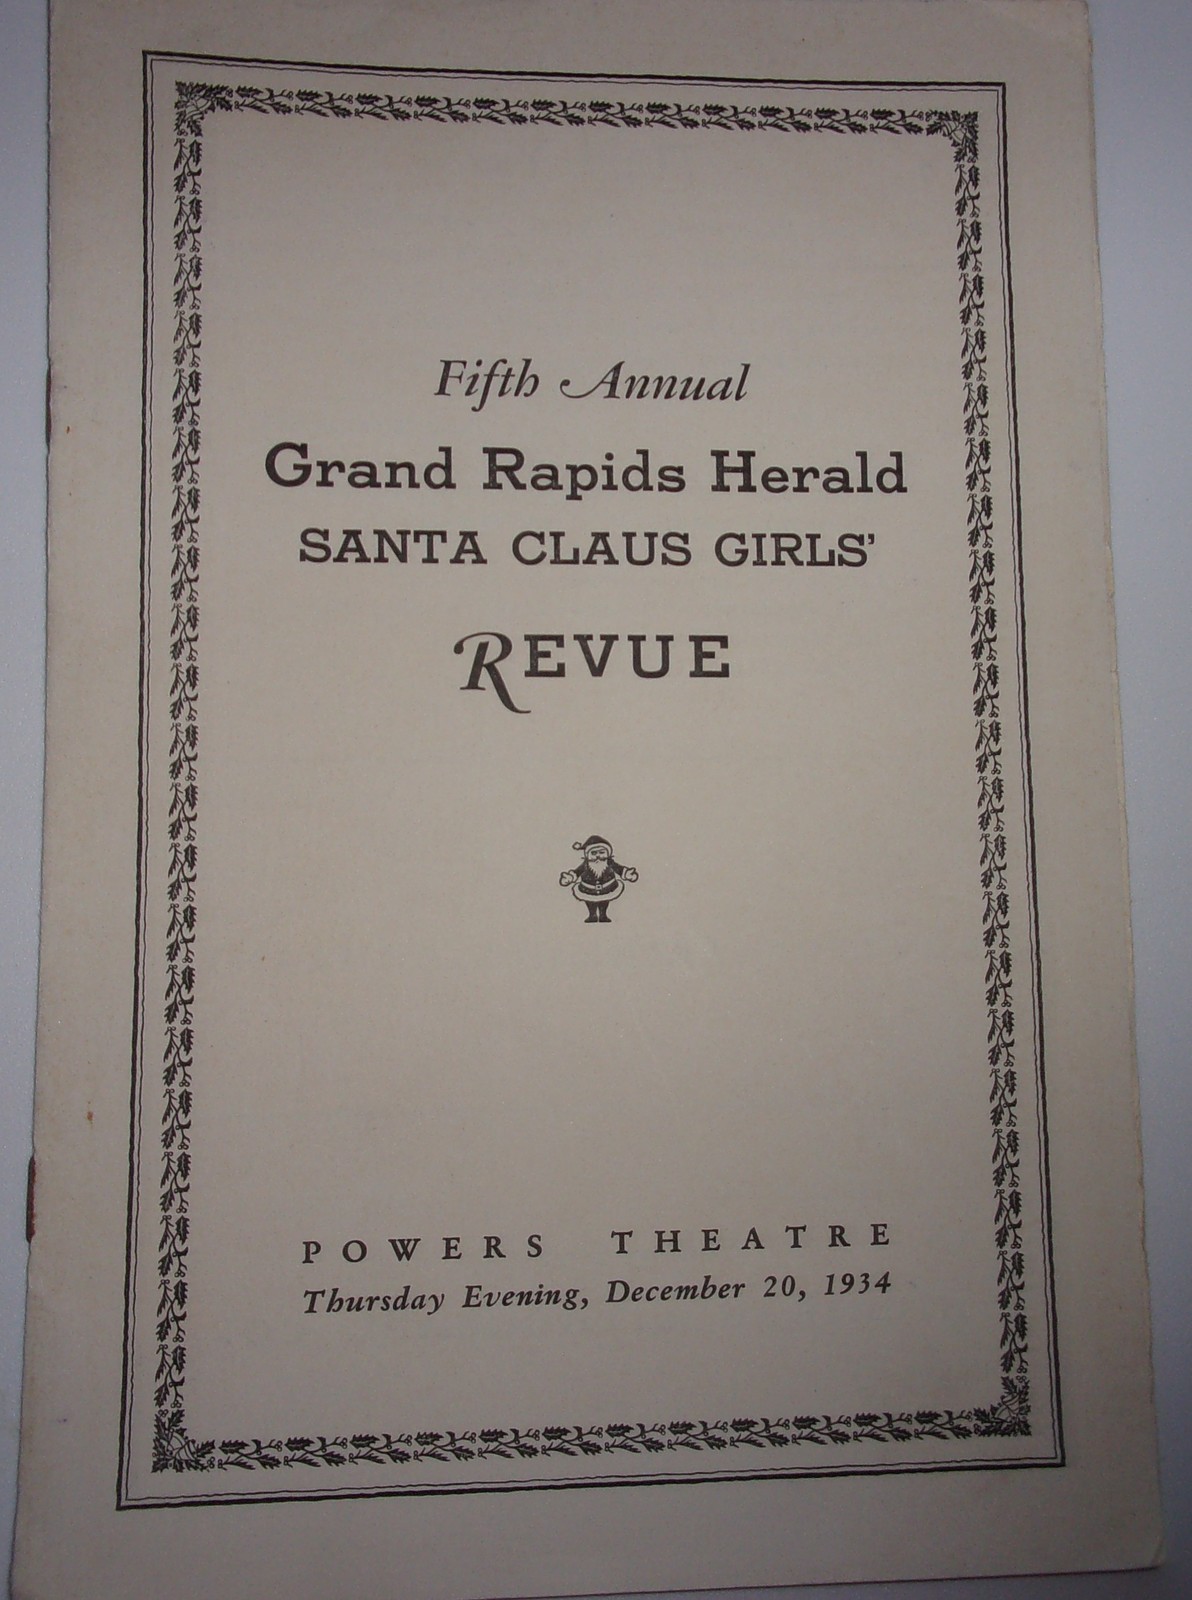 Fifth Annual
Grand Rapids Herald
SANTA CLAUS GIRLS’
REVUE
POWERS THEATRE
Thursday Evening, December 20, 1934